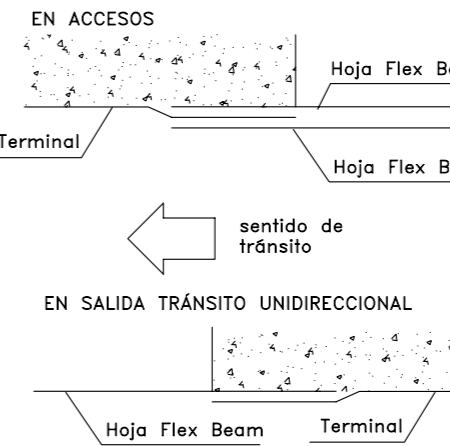 EN ACCESOS
Hoja Flex
Terminal
Hoja Flex
sentido de
tránsito
EN SALIDA TRÁNSITO UNIDIRECCIONAL
Hoja Flex Beam
Terminal